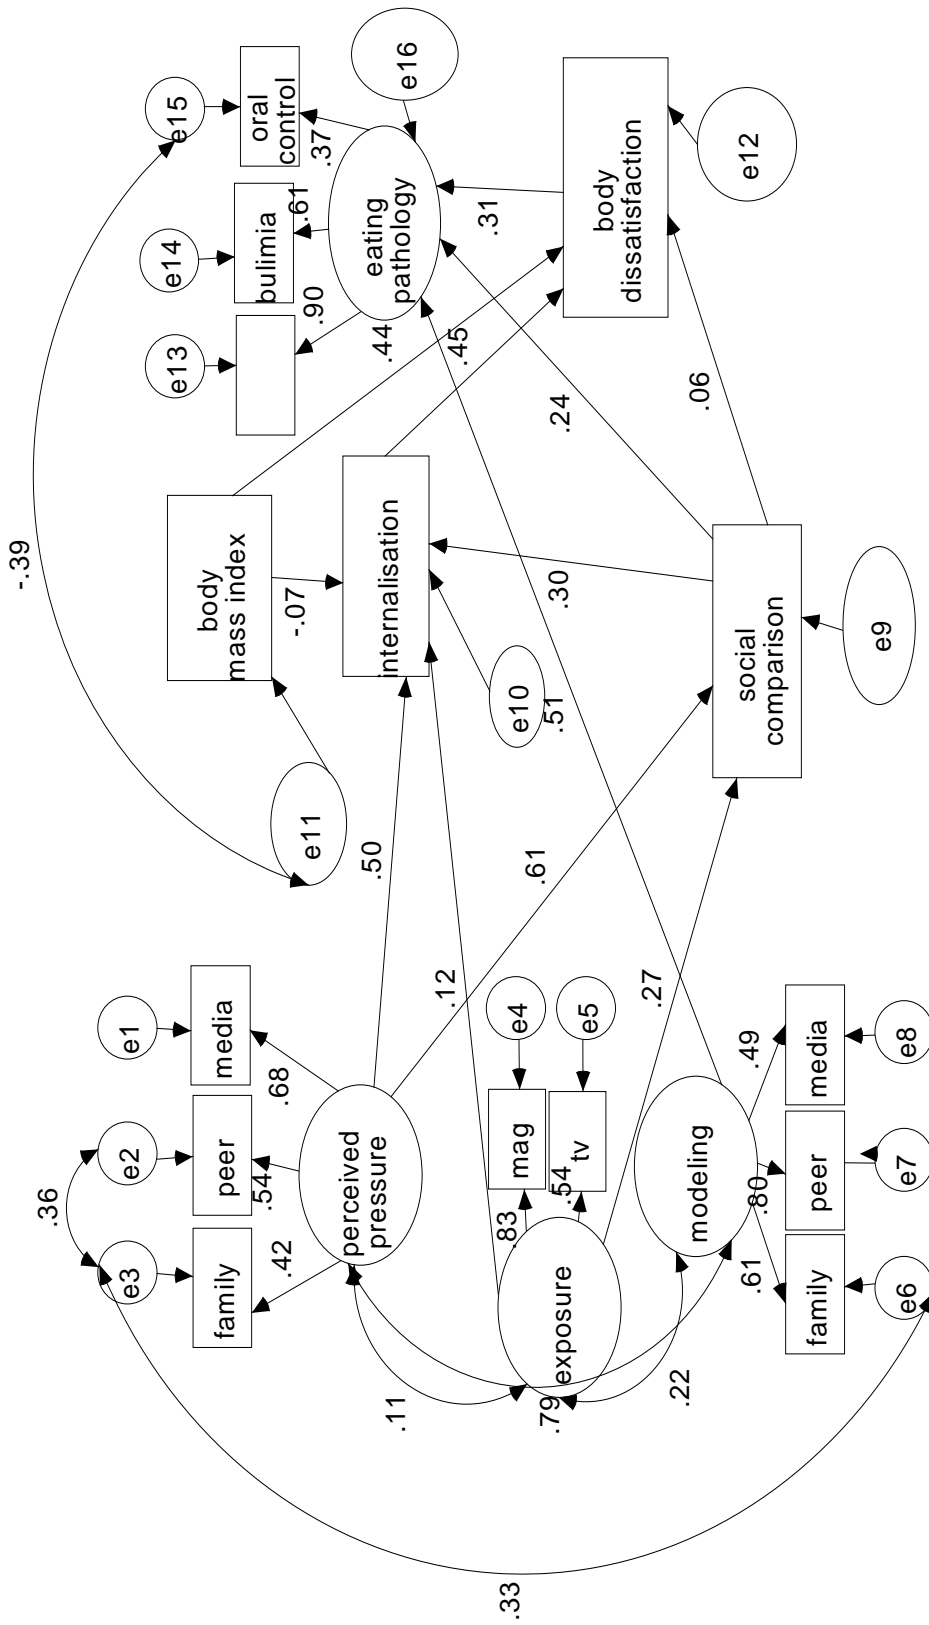 .36
e3
e2
e1
family
peer
media
.42
.54
.68
perceived
pressure
.11
.33
.79
.22
exposure
.83
.54
mag
tv
e4
e5
.12
.27
modeling
.61
.80
.49
family
peer
media
e6
e7
e8
.50
.61
.51
e11
e10
-.39
body
mass index
-.07
internalisation
.30
social
comparison
e9
.44
.45
.24
.06
e13
e14
e15
bulimia
oral
control
.90
.61
.37
eating
pathology
e16
.31
body
dissatisfaction
e12